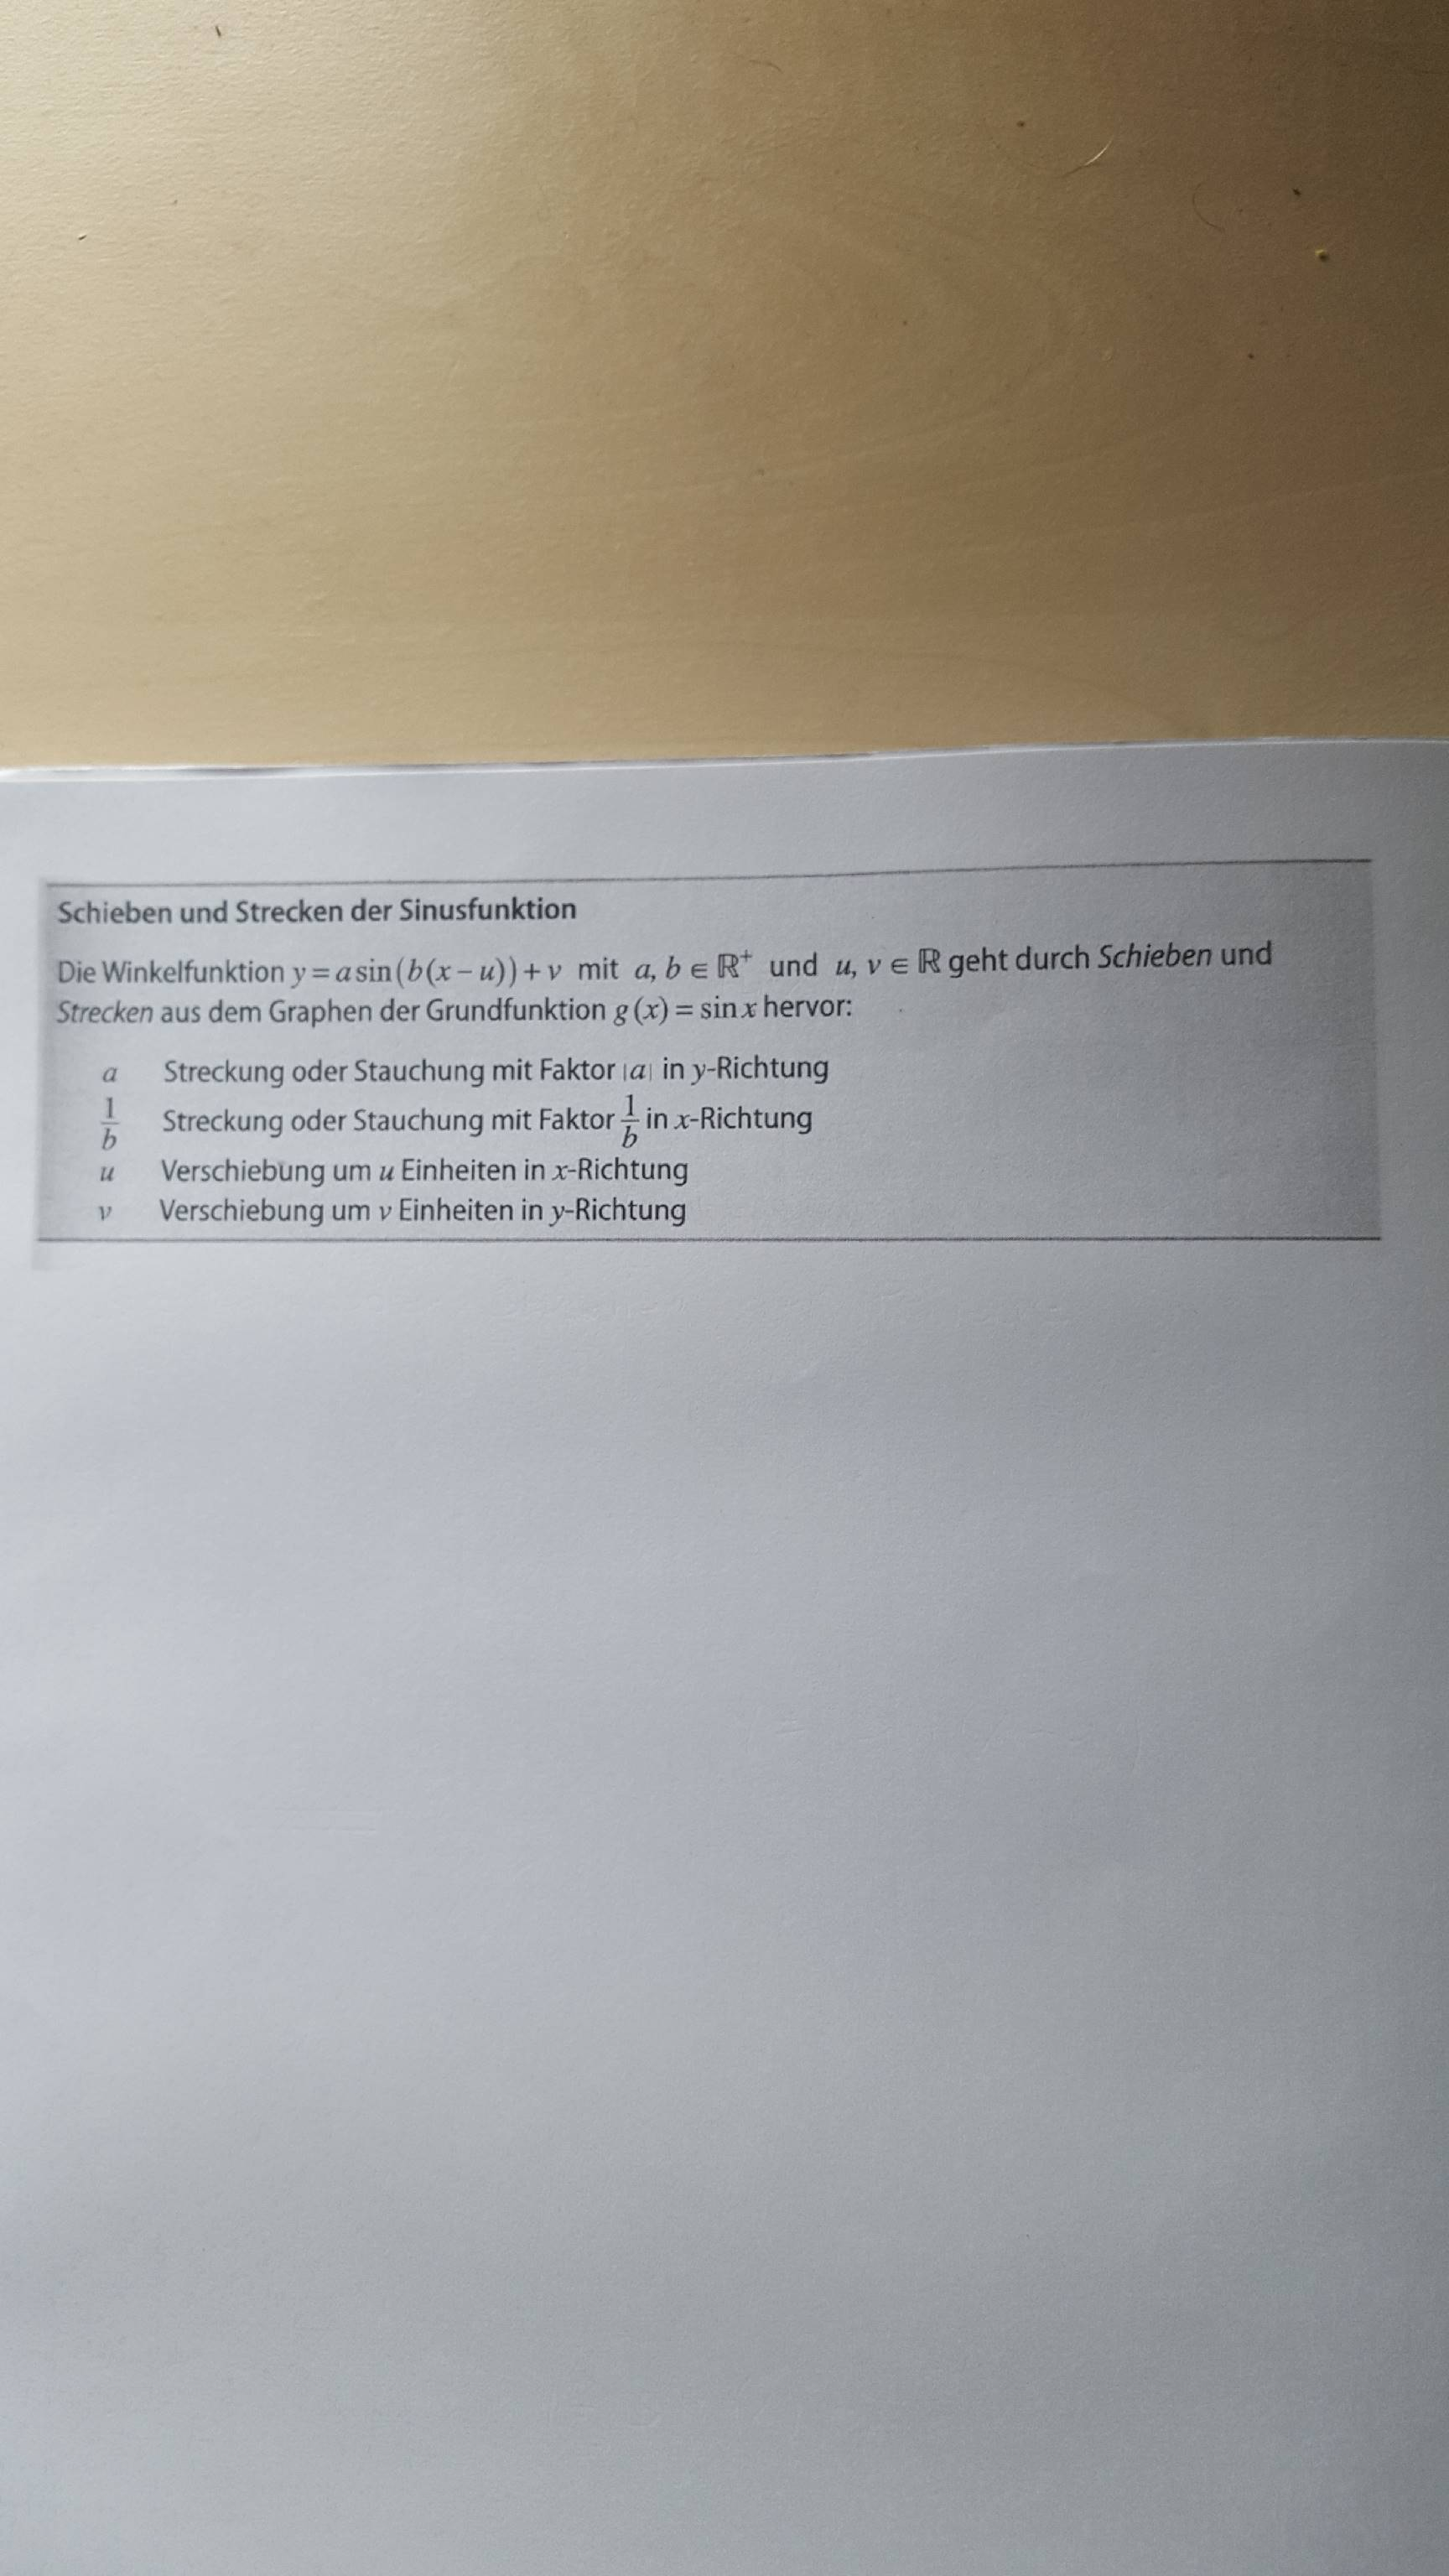 Schieben und Strecken der Sinusfunktion
Die Winkelfunktion y = a sin(b(x − u)) + v mit a, b ∈ ℝ⁺ und u, v ∈ ℝ geht durch Schieben und
Strecken aus dem Graphen der Grundfunktion g(x) = sin x hervor:
a Streckung oder Stauchung mit Faktor |a| in y-Richtung
1/b Streckung oder Stauchung mit Faktor 1/b in x-Richtung
u Verschiebung um u Einheiten in x-Richtung
v Verschiebung um v Einheiten in y-Richtung